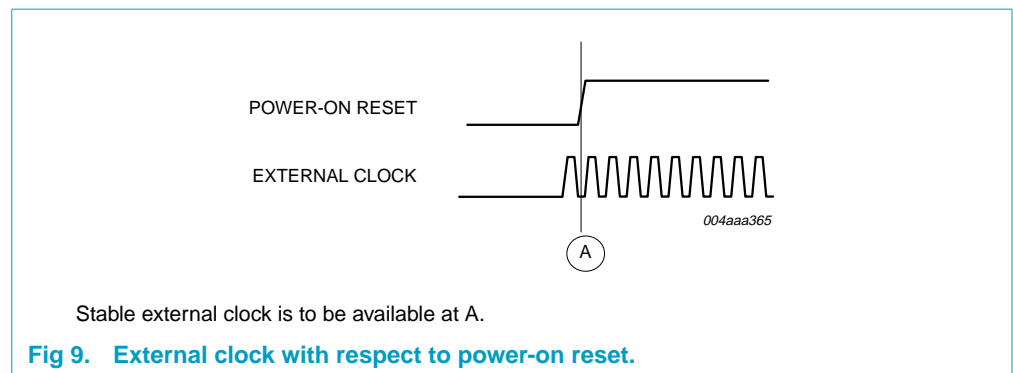 POWER-ON RESET
EXTERNAL CLOCK
004aaa365
A
Stable external clock is to be available at A.
Fig 9. External clock with respect to power-on reset.